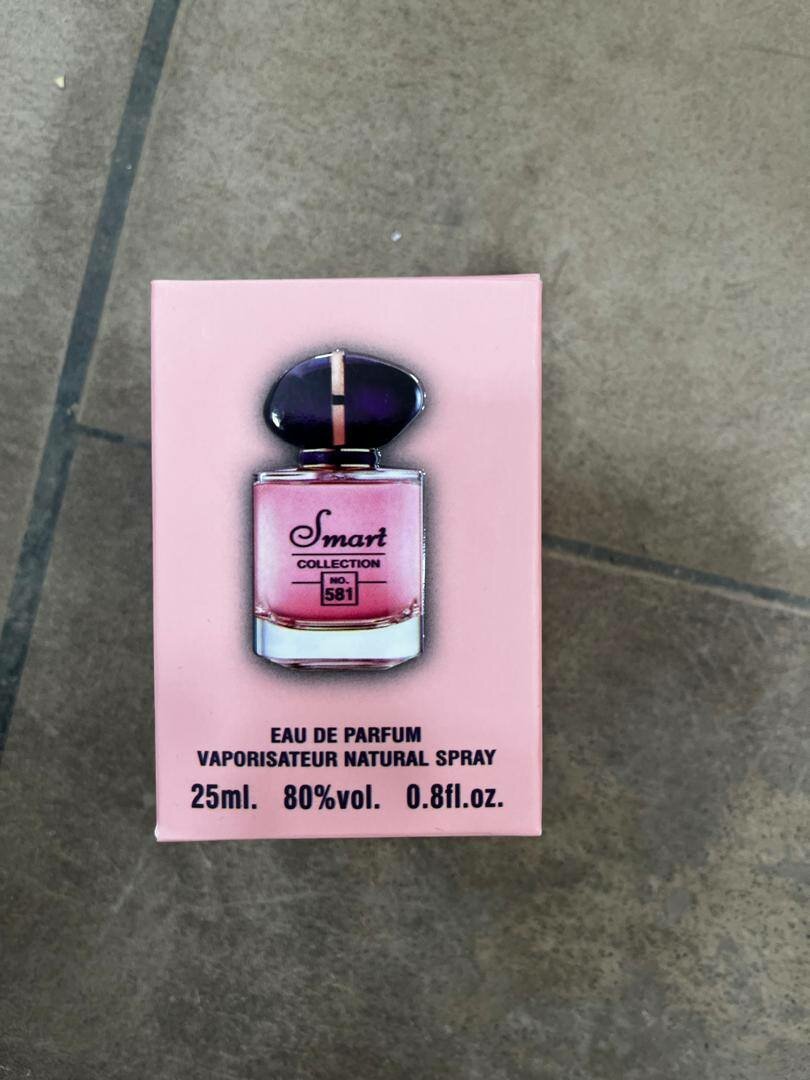 Smart
COLLECTION
NO.
581
EAU DE PARFUM
VAPORISATEUR NATURAL SPRAY
25ml. 80%vol. 0.8fl.oz.